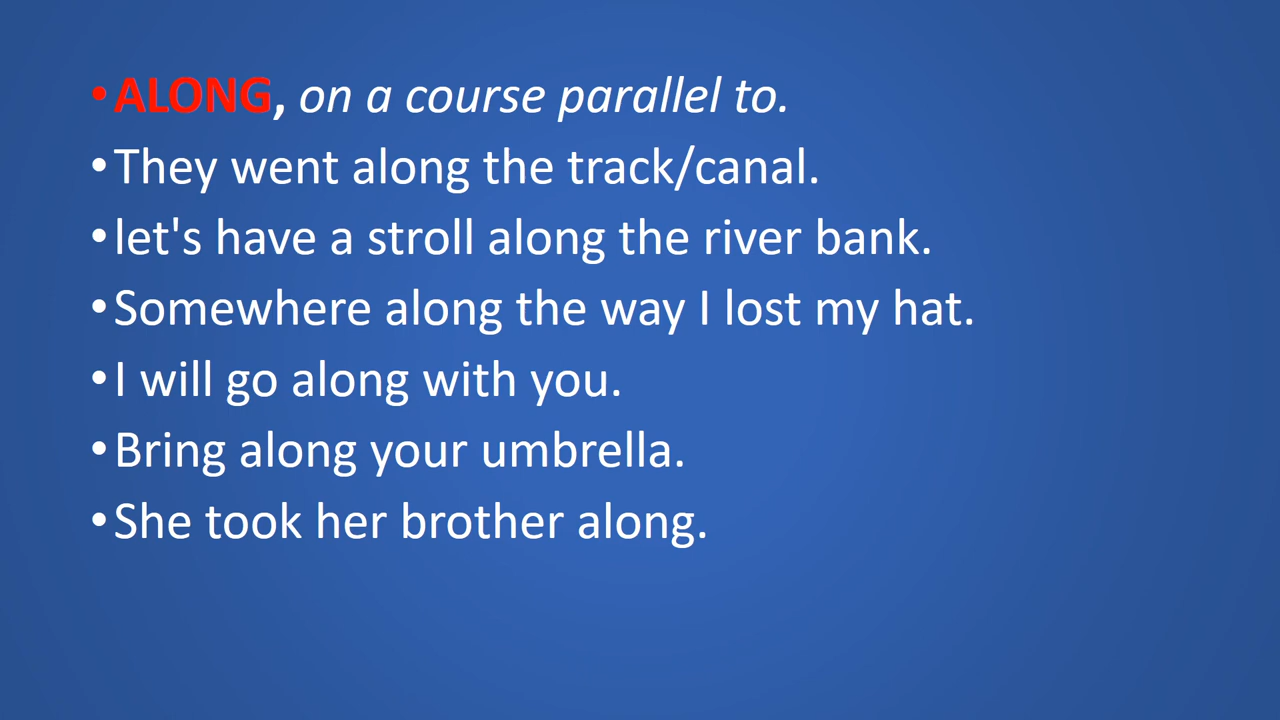 •ALONG, on a course parallel to.
•They went along the track/canal.
•let's have a stroll along the river bank.
•Somewhere along the way I lost my hat.
•I will go along with you.
•Bring along your umbrella.
•She took her brother along.